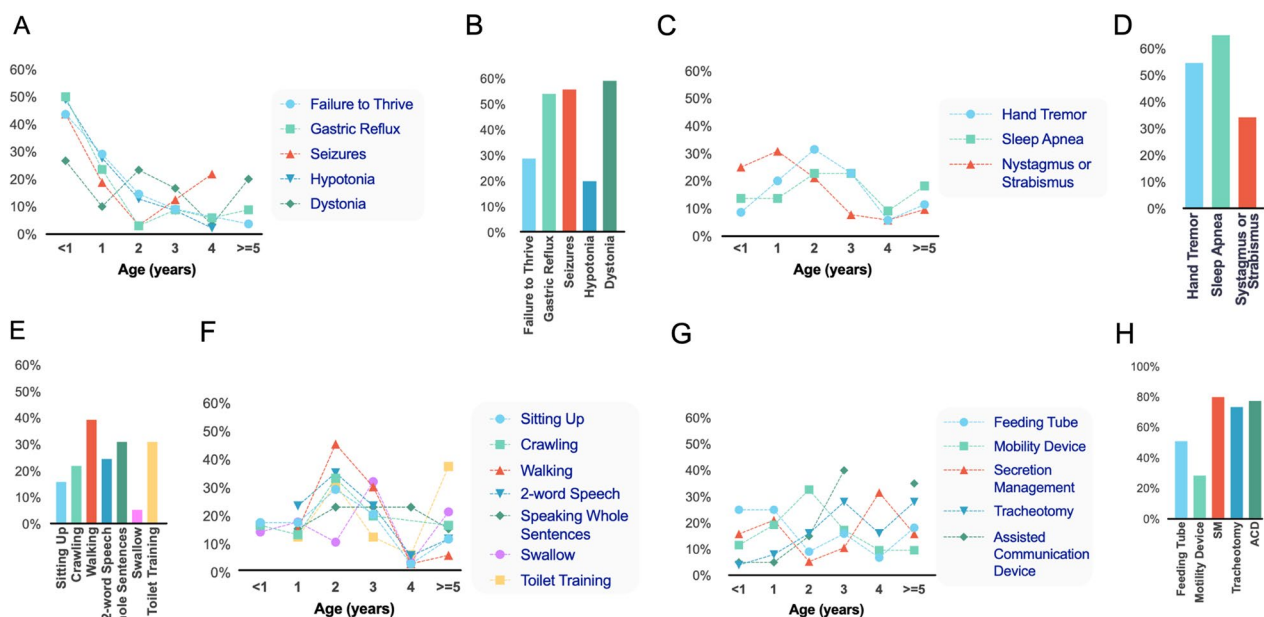 A
60%
50%
40%
30%
20%
10%
0%
<1 1 2 3 4 >=5
Age (years)
Failure to Thrive
Gastric Reflux
Seizures
Hypotonia
Dystonia
B
60%
50%
40%
30%
20%
10%
0%
Failure to Thrive
Gastric Reflux
Seizures
Hypotonia
Dystonia
C
60%
50%
40%
30%
20%
10%
0%
<1 1 2 3 4 >=5
Age (years)
Hand Tremor
Sleep Apnea
Nystagmus or
Strabismus
D
60%
50%
40%
30%
20%
10%
0%
Hand Tremor
Sleep Apnea
Systagmus or
Strabismus
E
60%
50%
40%
30%
20%
10%
0%
Sitting Up
Crawling
Walking
2-word Speech
hole Sentences
Swallow
Toilet Training
F
60%
50%
40%
30%
20%
10%
0%
<1 1 2 3 4 >=5
Age (years)
Sitting Up
Crawling
Walking
2-word Speech
Speaking Whole
Sentences
Swallow
Toilet Training
G
60%
50%
40%
30%
20%
10%
0%
<1 1 2 3 4 >=5
Age (years)
Feeding Tube
Mobility Device
Secretion
Management
Tracheotomy
Assisted
Communication
Device
H
100%
80%
60%
40%
20%
0%
Feeding Tube
Motility Device
SM
Tracheotomy
ACD